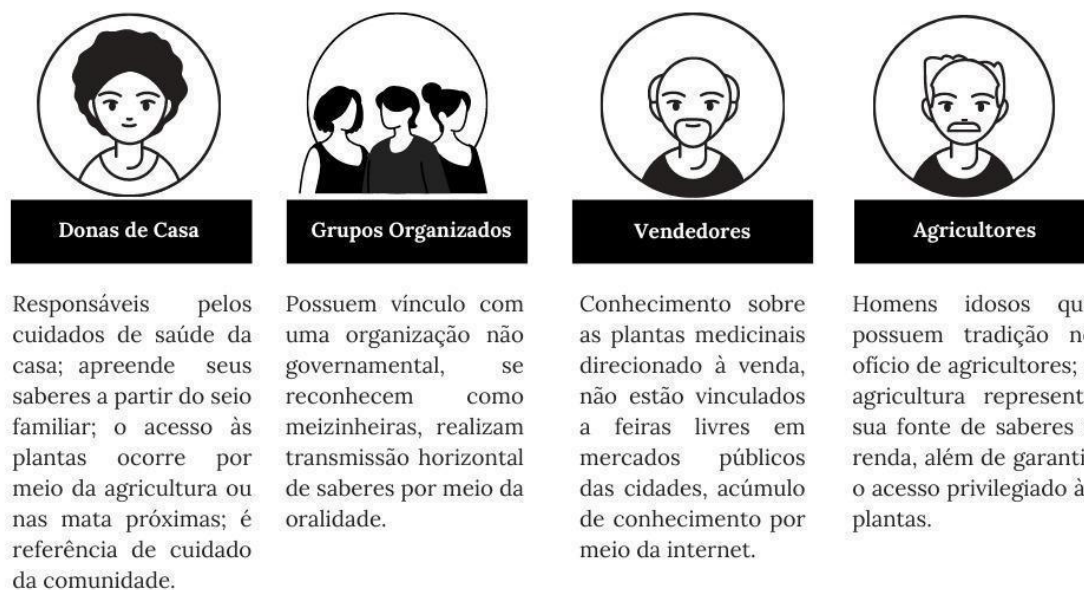 Donas de Casa
Responsáveis pelos
cuidados de saúde da
casa; apreende seus
saberes a partir do seio
familiar; o acesso às
plantas ocorre por
meio da agricultura ou
nas mata próximas; é
referência de cuidado
da comunidade.
Grupos Organizados
Possuem vínculo com
uma organização não
governamental, se
reconhecem como
meizinheiras, realizam
transmissão horizontal
de saberes por meio da
oralidade.
Vendedores
Conhecimento sobre
as plantas medicinais
direcionado à venda,
não estão vinculados
a feiras livres em
mercados públicos
das cidades, acúmulo
de conhecimento por
meio da internet.
Agricultores
Homens idosos qu
possuem tradição n
ofício de agricultores;
agricultura represent
sua fonte de saberes
renda, além de garanti
o acesso privilegiado à
plantas.